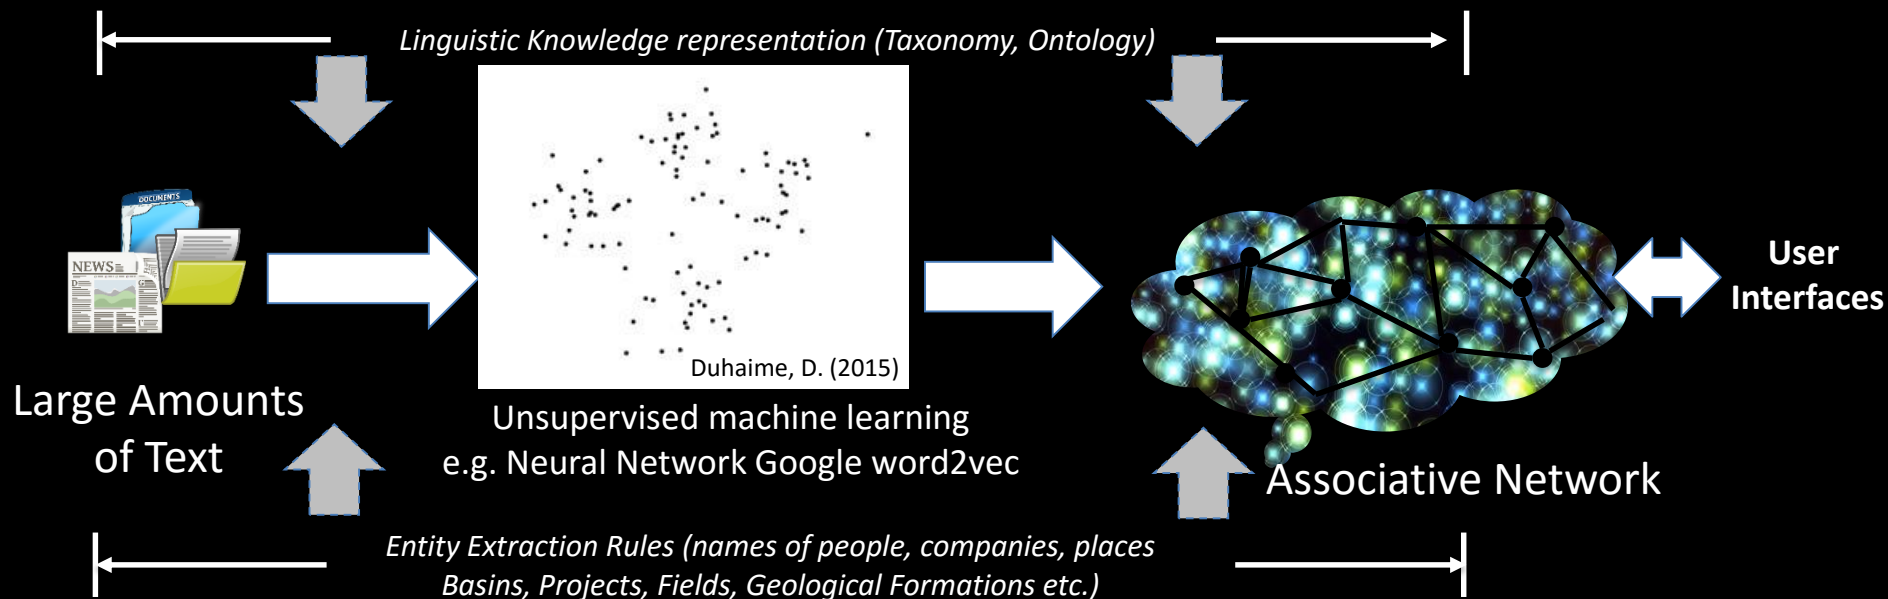 Linguistic Knowledge representation (Taxonomy, Ontology)
DOCUMENTS
NEWS
Duhaime, D. (2015)
User
Interfaces
Large Amounts
of Text
Unsupervised machine learning
e.g. Neural Network Google word2vec
Associative Network
Entity Extraction Rules (names of people, companies, places
Basins, Projects, Fields, Geological Formations etc.)